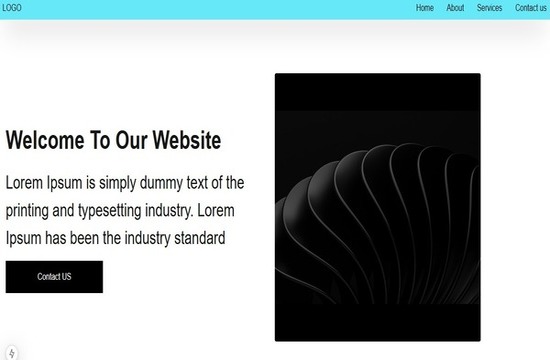 LOGO
Home About Services Contact us
Welcome To Our Website
Lorem Ipsum is simply dummy text of the
printing and typesetting industry. Lorem
Ipsum has been the industry standard
Contact US